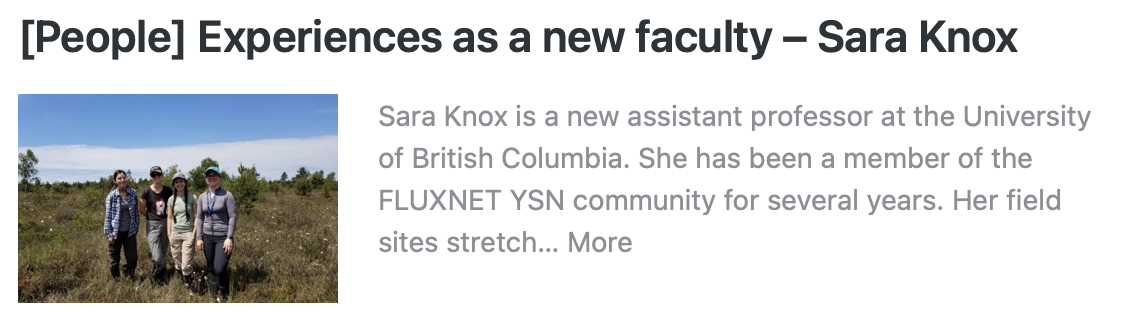 [People] Experiences as a new faculty – Sara Knox
Sara Knox is a new assistant professor at the University
of British Columbia. She has been a member of the
FLUXNET YSN community for several years. Her field
sites stretch... More